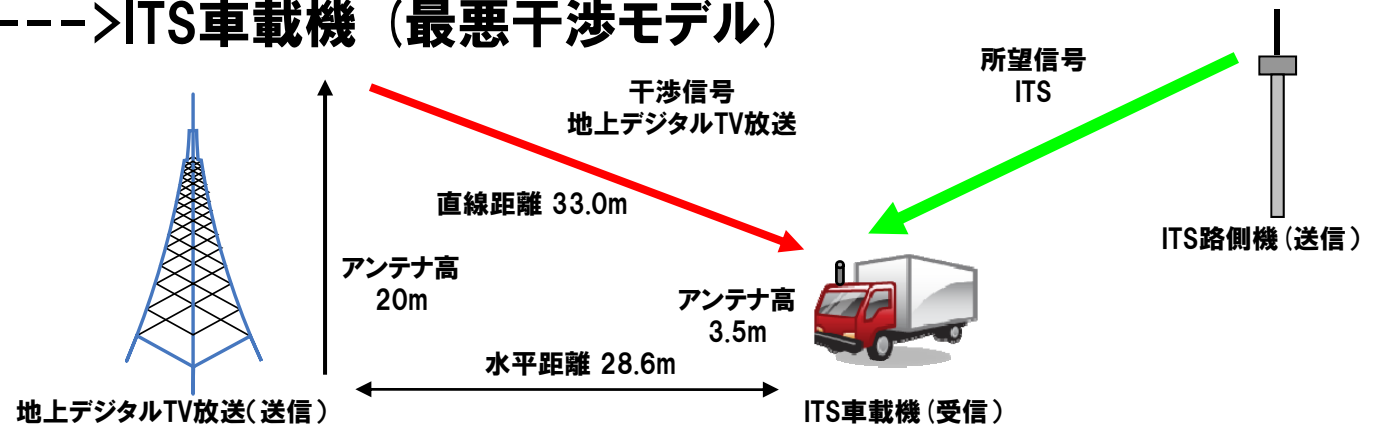 --->ITS車載機（最悪干渉モデル）
干渉信号
地上デジタルTV放送
所望信号
ITS
直線距離 33.0m
ITS路側機(送信)
アンテナ高
20m
アンテナ高
3.5m
水平距離 28.6m
地上デジタルTV放送(送信)
ITS車載機(受信)